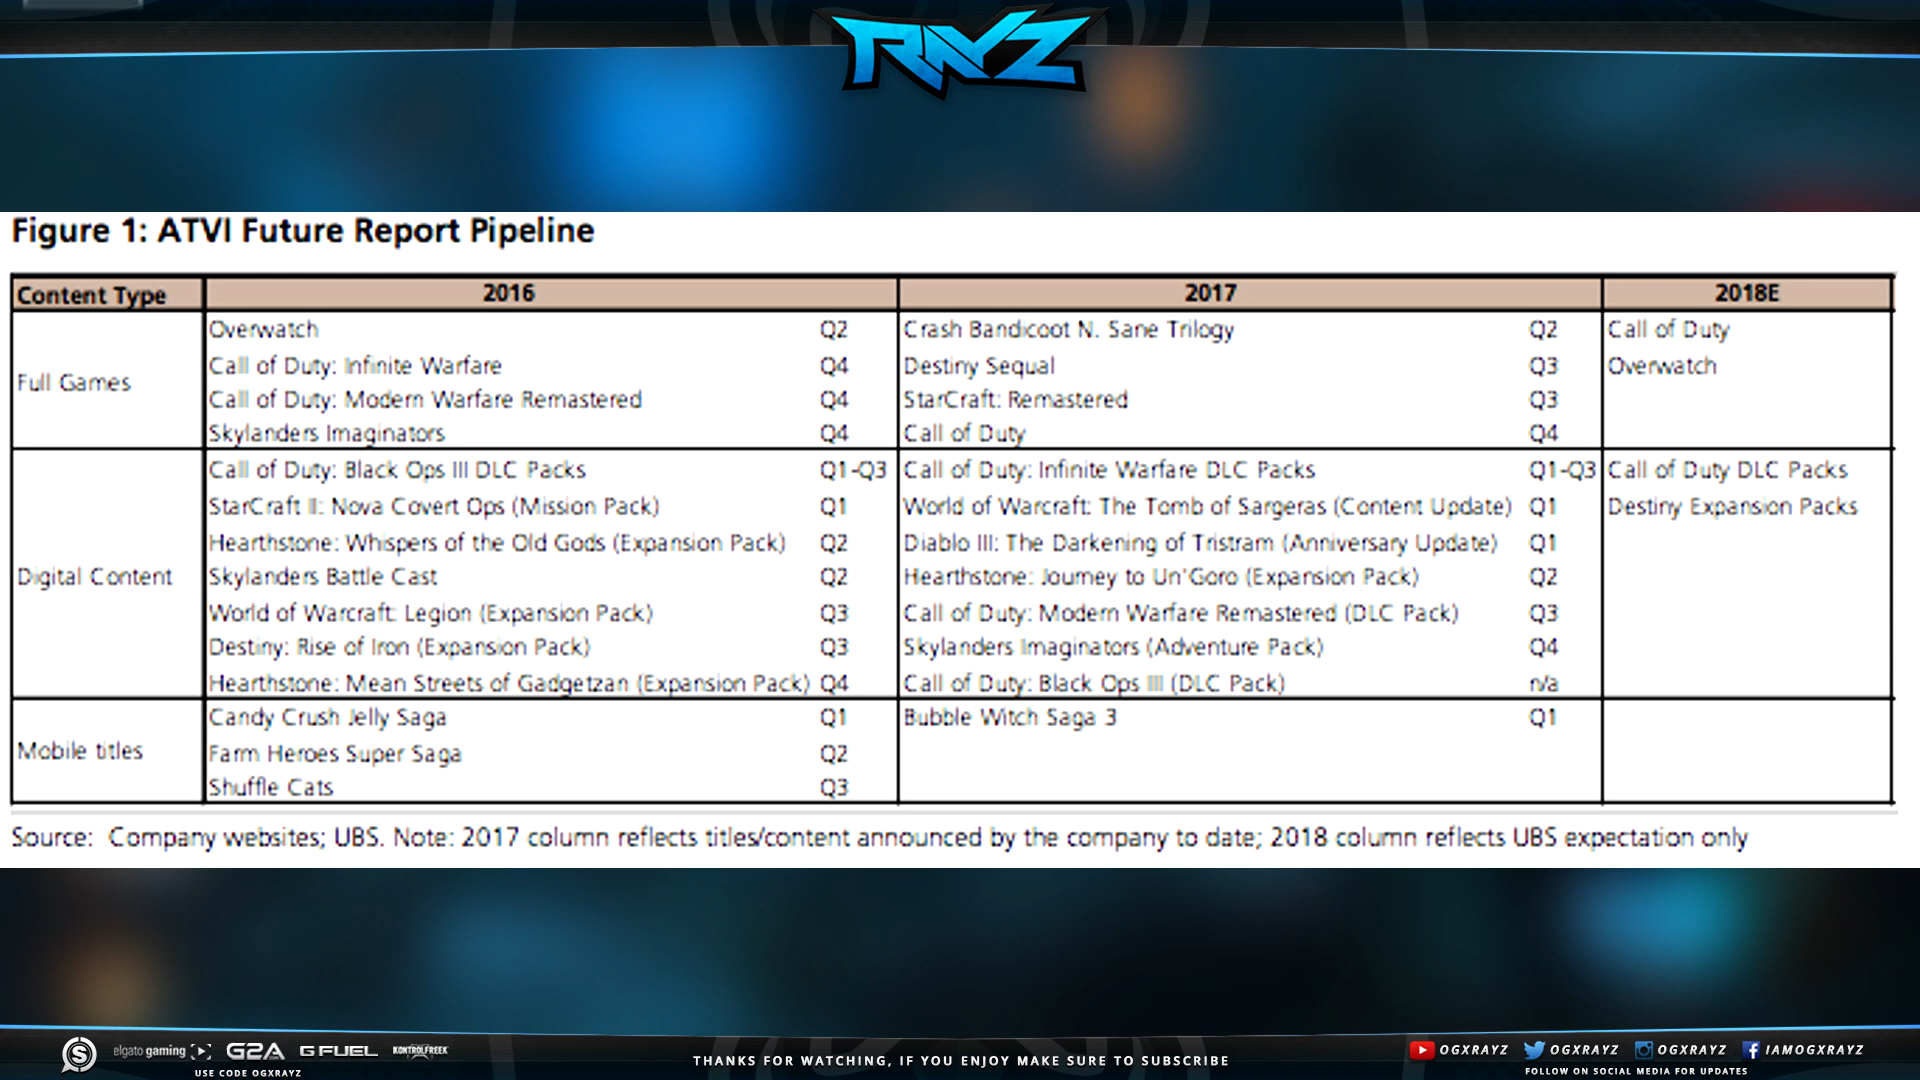 RAYZ
Figure 1: ATVI Future Report Pipeline
Content Type 2016 2017 2018E
Full Games
Overwatch Q2 Crash Bandicoot N. Sane Trilogy Q2 Call of Duty
Call of Duty: Infinite Warfare Q4 Destiny Sequal Q3 Overwatch
Call of Duty: Modern Warfare Remastered Q4 StarCraft: Remastered Q3
Skylanders Imaginators Q4 Call of Duty Q4
Digital Content
Call of Duty: Black Ops III DLC Packs Q1-Q3 Call of Duty: Infinite Warfare DLC Packs Q1-Q3 Call of Duty DLC Packs
StarCraft II: Nova Covert Ops (Mission Pack) Q1 World of Warcraft: The Tomb of Sargeras (Content Update) Q1 Destiny Expansion Packs
Hearthstone: Whispers of the Old Gods (Expansion Pack) Q2 Diablo III: The Darkening of Tristram (Anniversary Update) Q1
Skylanders Battle Cast Q2 Hearthstone: Journey to Un'Goro (Expansion Pack) Q2
World of Warcraft: Legion (Expansion Pack) Q3 Call of Duty: Modern Warfare Remastered (DLC Pack) Q3
Destiny: Rise of Iron (Expansion Pack) Q3 Skylanders Imaginators (Adventure Pack) Q4
Hearthstone: Mean Streets of Gadgetzan (Expansion Pack) Q4 Call of Duty: Black Ops III (DLC Pack) n/a
Mobile titles
Candy Crush Jelly Saga Q1 Bubble Witch Saga 3 Q1
Farm Heroes Super Saga Q2
Shuffle Cats Q3
Source: Company websites; UBS. Note: 2017 column reflects titles/content announced by the company to date; 2018 column reflects UBS expectation only
elgato gaming G2A G FUEL KONTROLFREEK
USE CODE OGXRAYZ
THANKS FOR WATCHING, IF YOU ENJOY MAKE SURE TO SUBSCRIBE
OGXRAYZ OGXRAYZ OGXRAYZ IAMOGXRAYZ
FOLLOW ON SOCIAL MEDIA FOR UPDATES